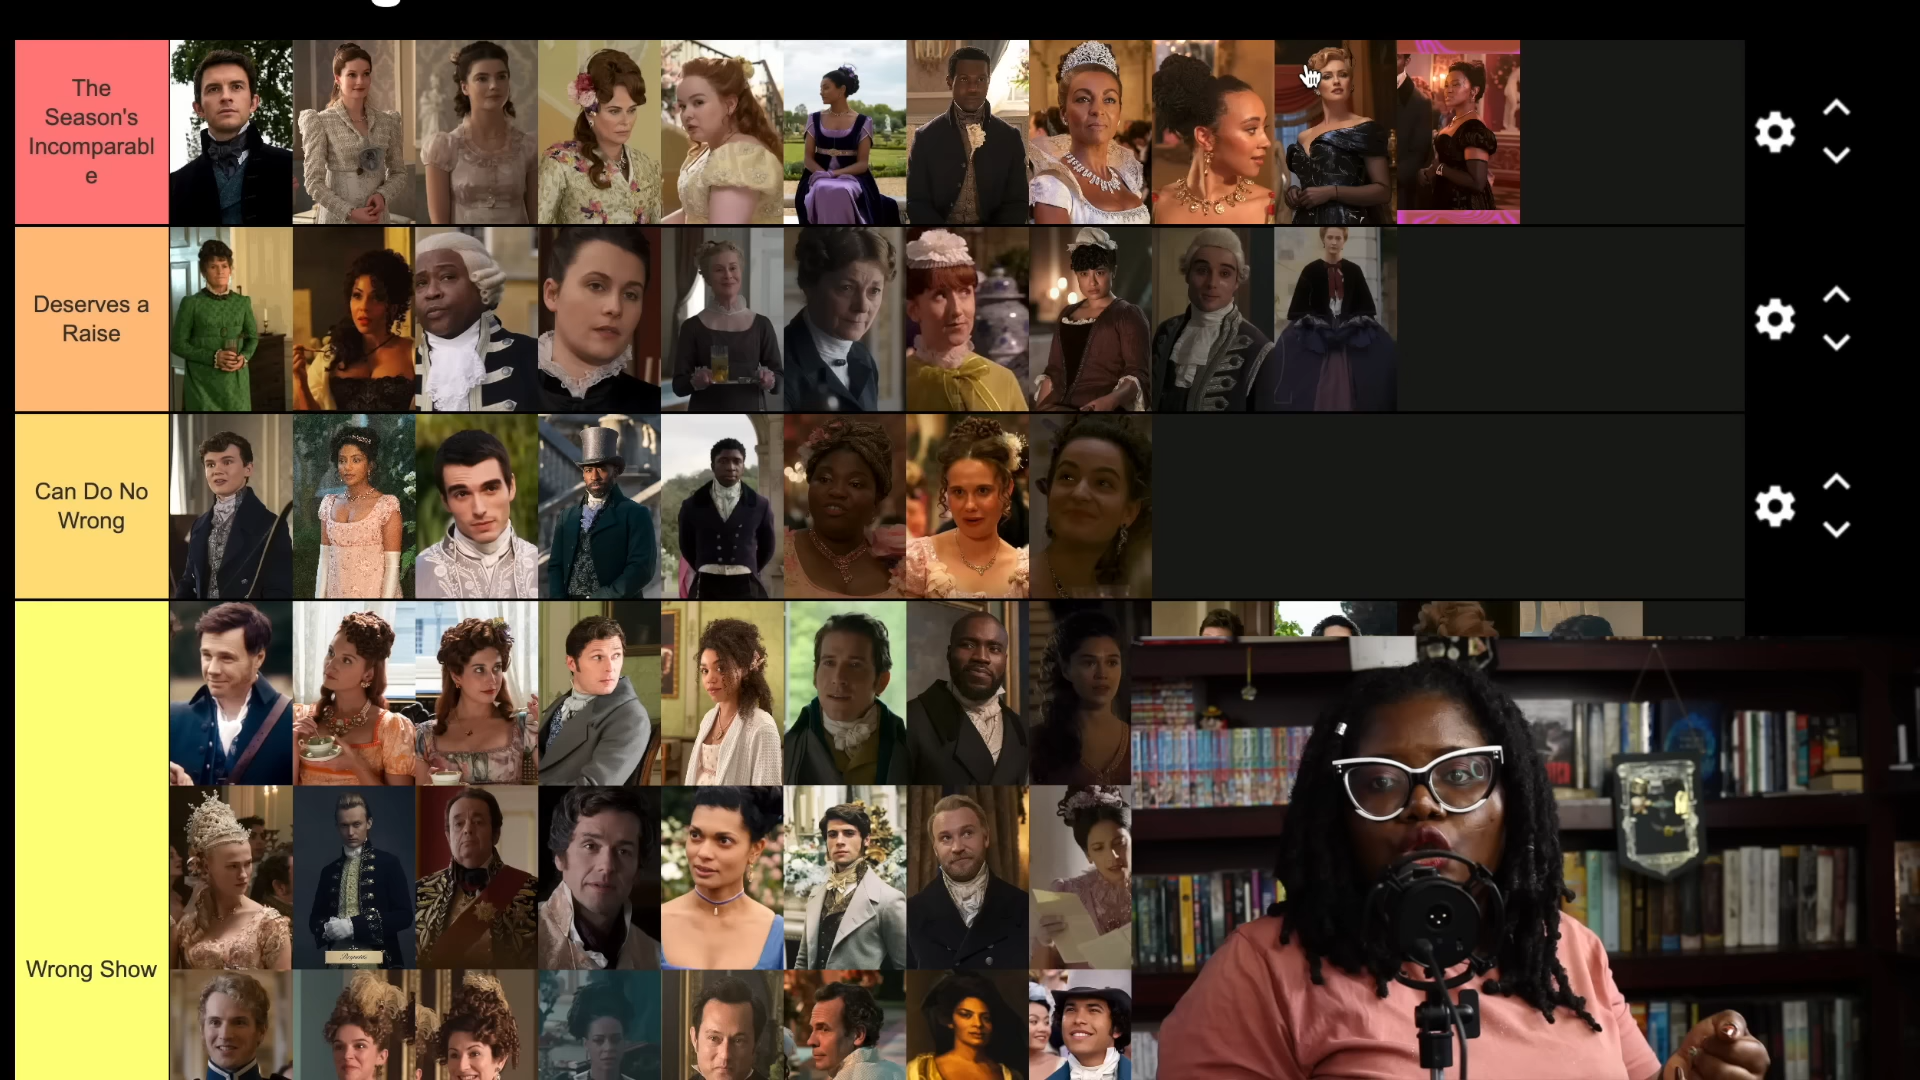 The
Season's
Incomparabl
e
Deserves a
Raise
Can Do No
Wrong
Wrong Show